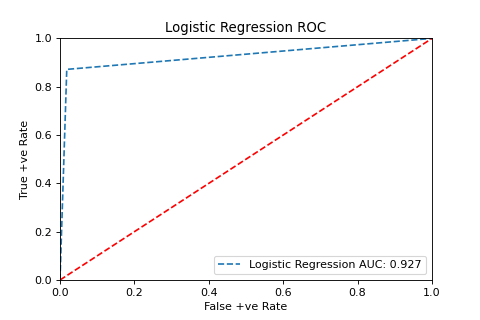 Logistic Regression ROC
1.0
0.8
0.6
0.4
0.2
0.0
True +ve Rate
Logistic Regression AUC: 0.927
0.0 0.2 0.4 0.6 0.8 1.0
False +ve Rate